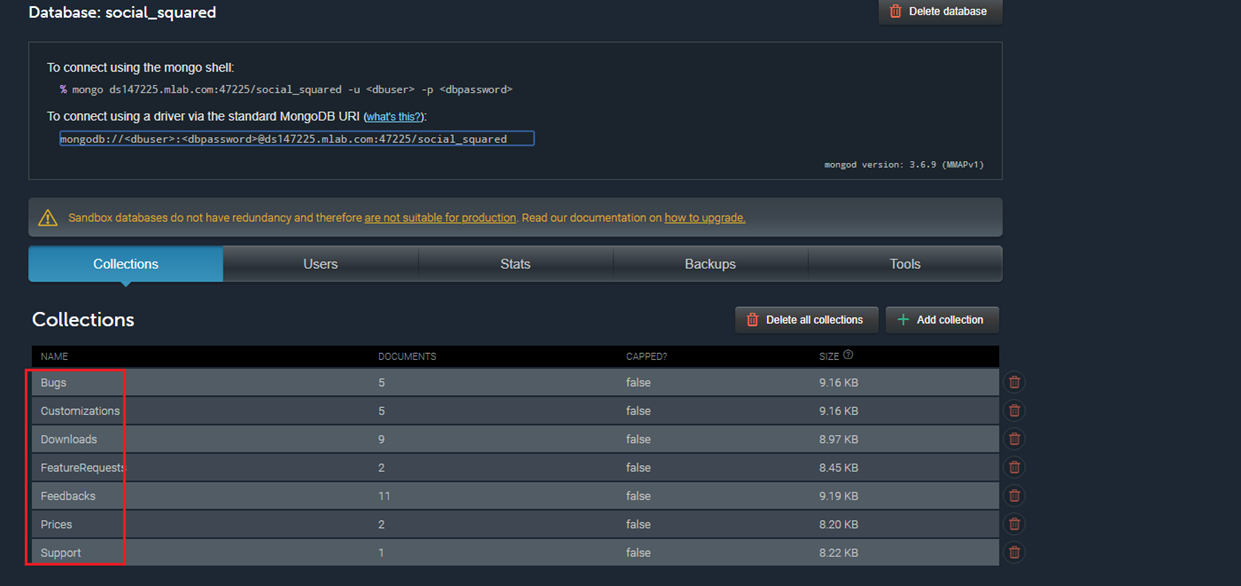 Database: social_squared
Delete database
To connect using the mongo shell:
% mongo ds147225.mlab.com:47225/social_squared -u <dbuser> -p <dbpassword>
To connect using a driver via the standard MongoDB URI (what's this?):
mongodb://<dbuser>:<dbpassword>@ds147225.mlab.com:47225/social_squared
mongod version: 3.6.9 (MMAPv1)
Sandbox databases do not have redundancy and therefore are not suitable for production. Read our documentation on how to upgrade.
Collections Users Stats Backups Tools
Collections
Delete all collections
Add collection
NAME DOCUMENTS CAPPED? SIZE ?
Bugs 5 false 9.16 KB
Customizations 5 false 9.16 KB
Downloads 9 false 8.97 KB
FeatureRequests 2 false 8.45 KB
Feedbacks 11 false 9.19 KB
Prices 2 false 8.20 KB
Support 1 false 8.22 KB